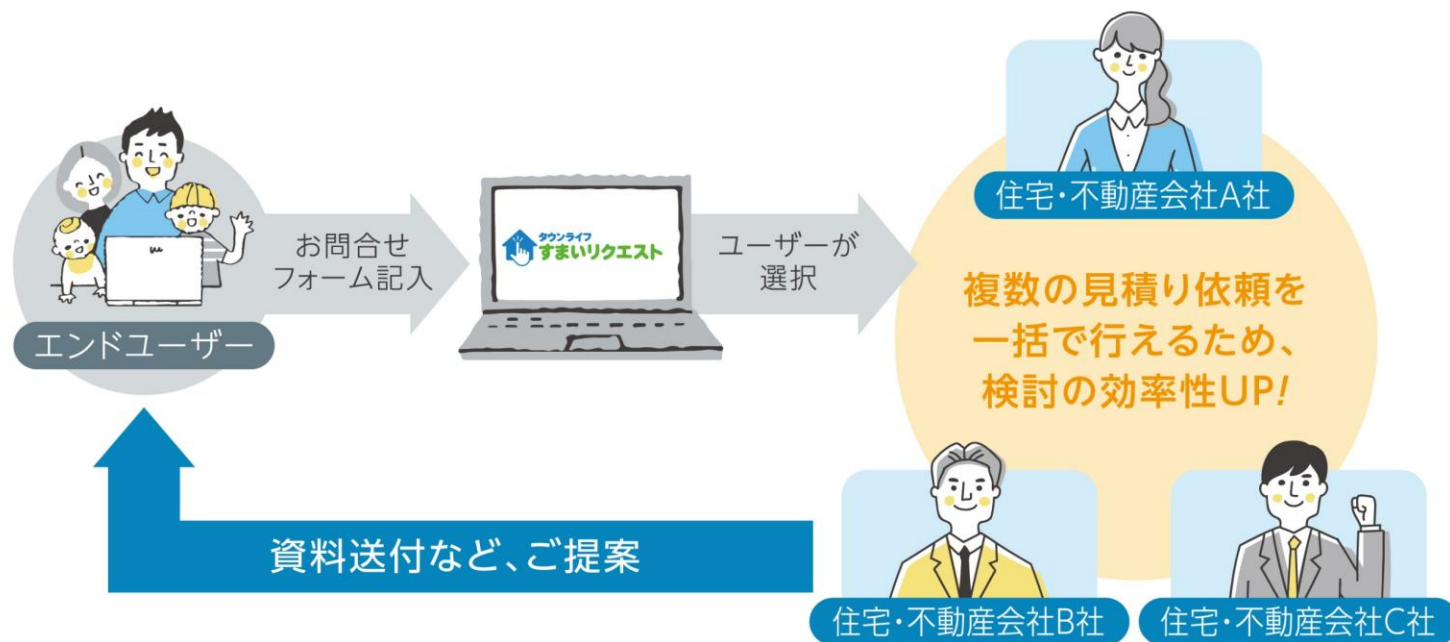 住宅・不動産会社A社
お問合せ
フォーム記入
タウンライフ
すまいリクエスト
ユーザーが
選択
エンドユーザー
複数の見積り依頼を
一括で行えるため、
検討の効率性UP!
資料送付など、ご提案
住宅・不動産会社B社
住宅・不動産会社C社